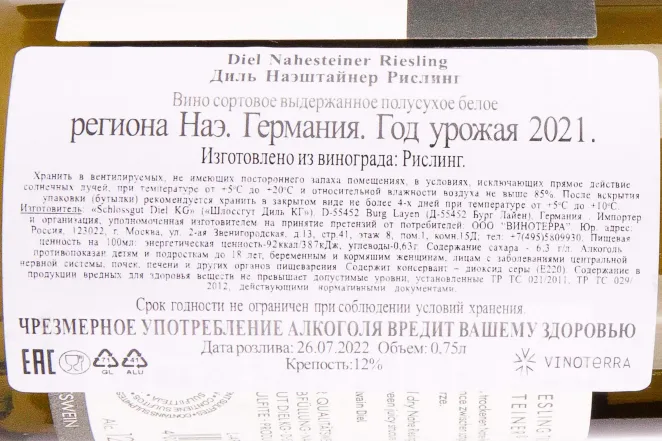 Diel Nahesteiner Riesling
Диль Наэштайнер Рислинг
Вино сортовое выдержанное полусухое белое
региона Наэ. Германия. Год урожая 2021.
Изготовлено из винограда: Рислинг.
Хранить в вентилируемых, не имеющих постороннего запаха помещениях, в условиях, исключающих прямое действие
солнечных лучей, при температуре от +5°C до +20°C и относительной влажности воздуха не выше 85%. После вскрытия
упаковки (бутылки) рекомендуется хранить в закрытом виде не более 4-х дней при температуре от +5°C до +10°C.
Изготовитель: «Schlossgut Diel KG» («Шлоссгут Диль КГ»). D-55452 Burg Layen (Д-55452 Бург Лайен), Германия. Импортер
и организация, уполномоченная изготовителем на принятие претензий от потребителей: ООО "ВИНОТЕРРА" Юр. адрес:
Россия, 123022, г. Москва, ул. 2-ая Звенигородская, д.13, стр.41, этаж 8, пом.1, ком.15Д, тел: +7(495)6809930. Пищевая
ценность на 100мл: энергетическая ценность-92ккал/387кДж, углеводы-0,63г. Содержание сахара - 6.3 г/л. Алкоголь
противопоказан детям и подросткам до 18 лет, беременным и кормящим женщинам, лицам с заболеваниями центральной
нервной системы, почек, печени и других органов пищеварения Содержит консервант – диоксид серы (E220). Содержание в
продукции вредных для здоровья веществ не превышает допустимые уровни, установленные ТР ТС 021/2011, ТР ТС 029/
2012, действующими нормативными документами.
Срок годности не ограничен при соблюдении условий хранения.
ЧРЕЗМЕРНОЕ УПОТРЕБЛЕНИЕ АЛКОГОЛЯ ВРЕДИТ ВАШЕМУ ЗДОРОВЬЮ
Дата розлива: 26.07.2022 Объем: 0,75л
Крепость:12%
EAC
71
GL
41
ALU
VINOTERRA
SWEIN
ESLING
TEINER